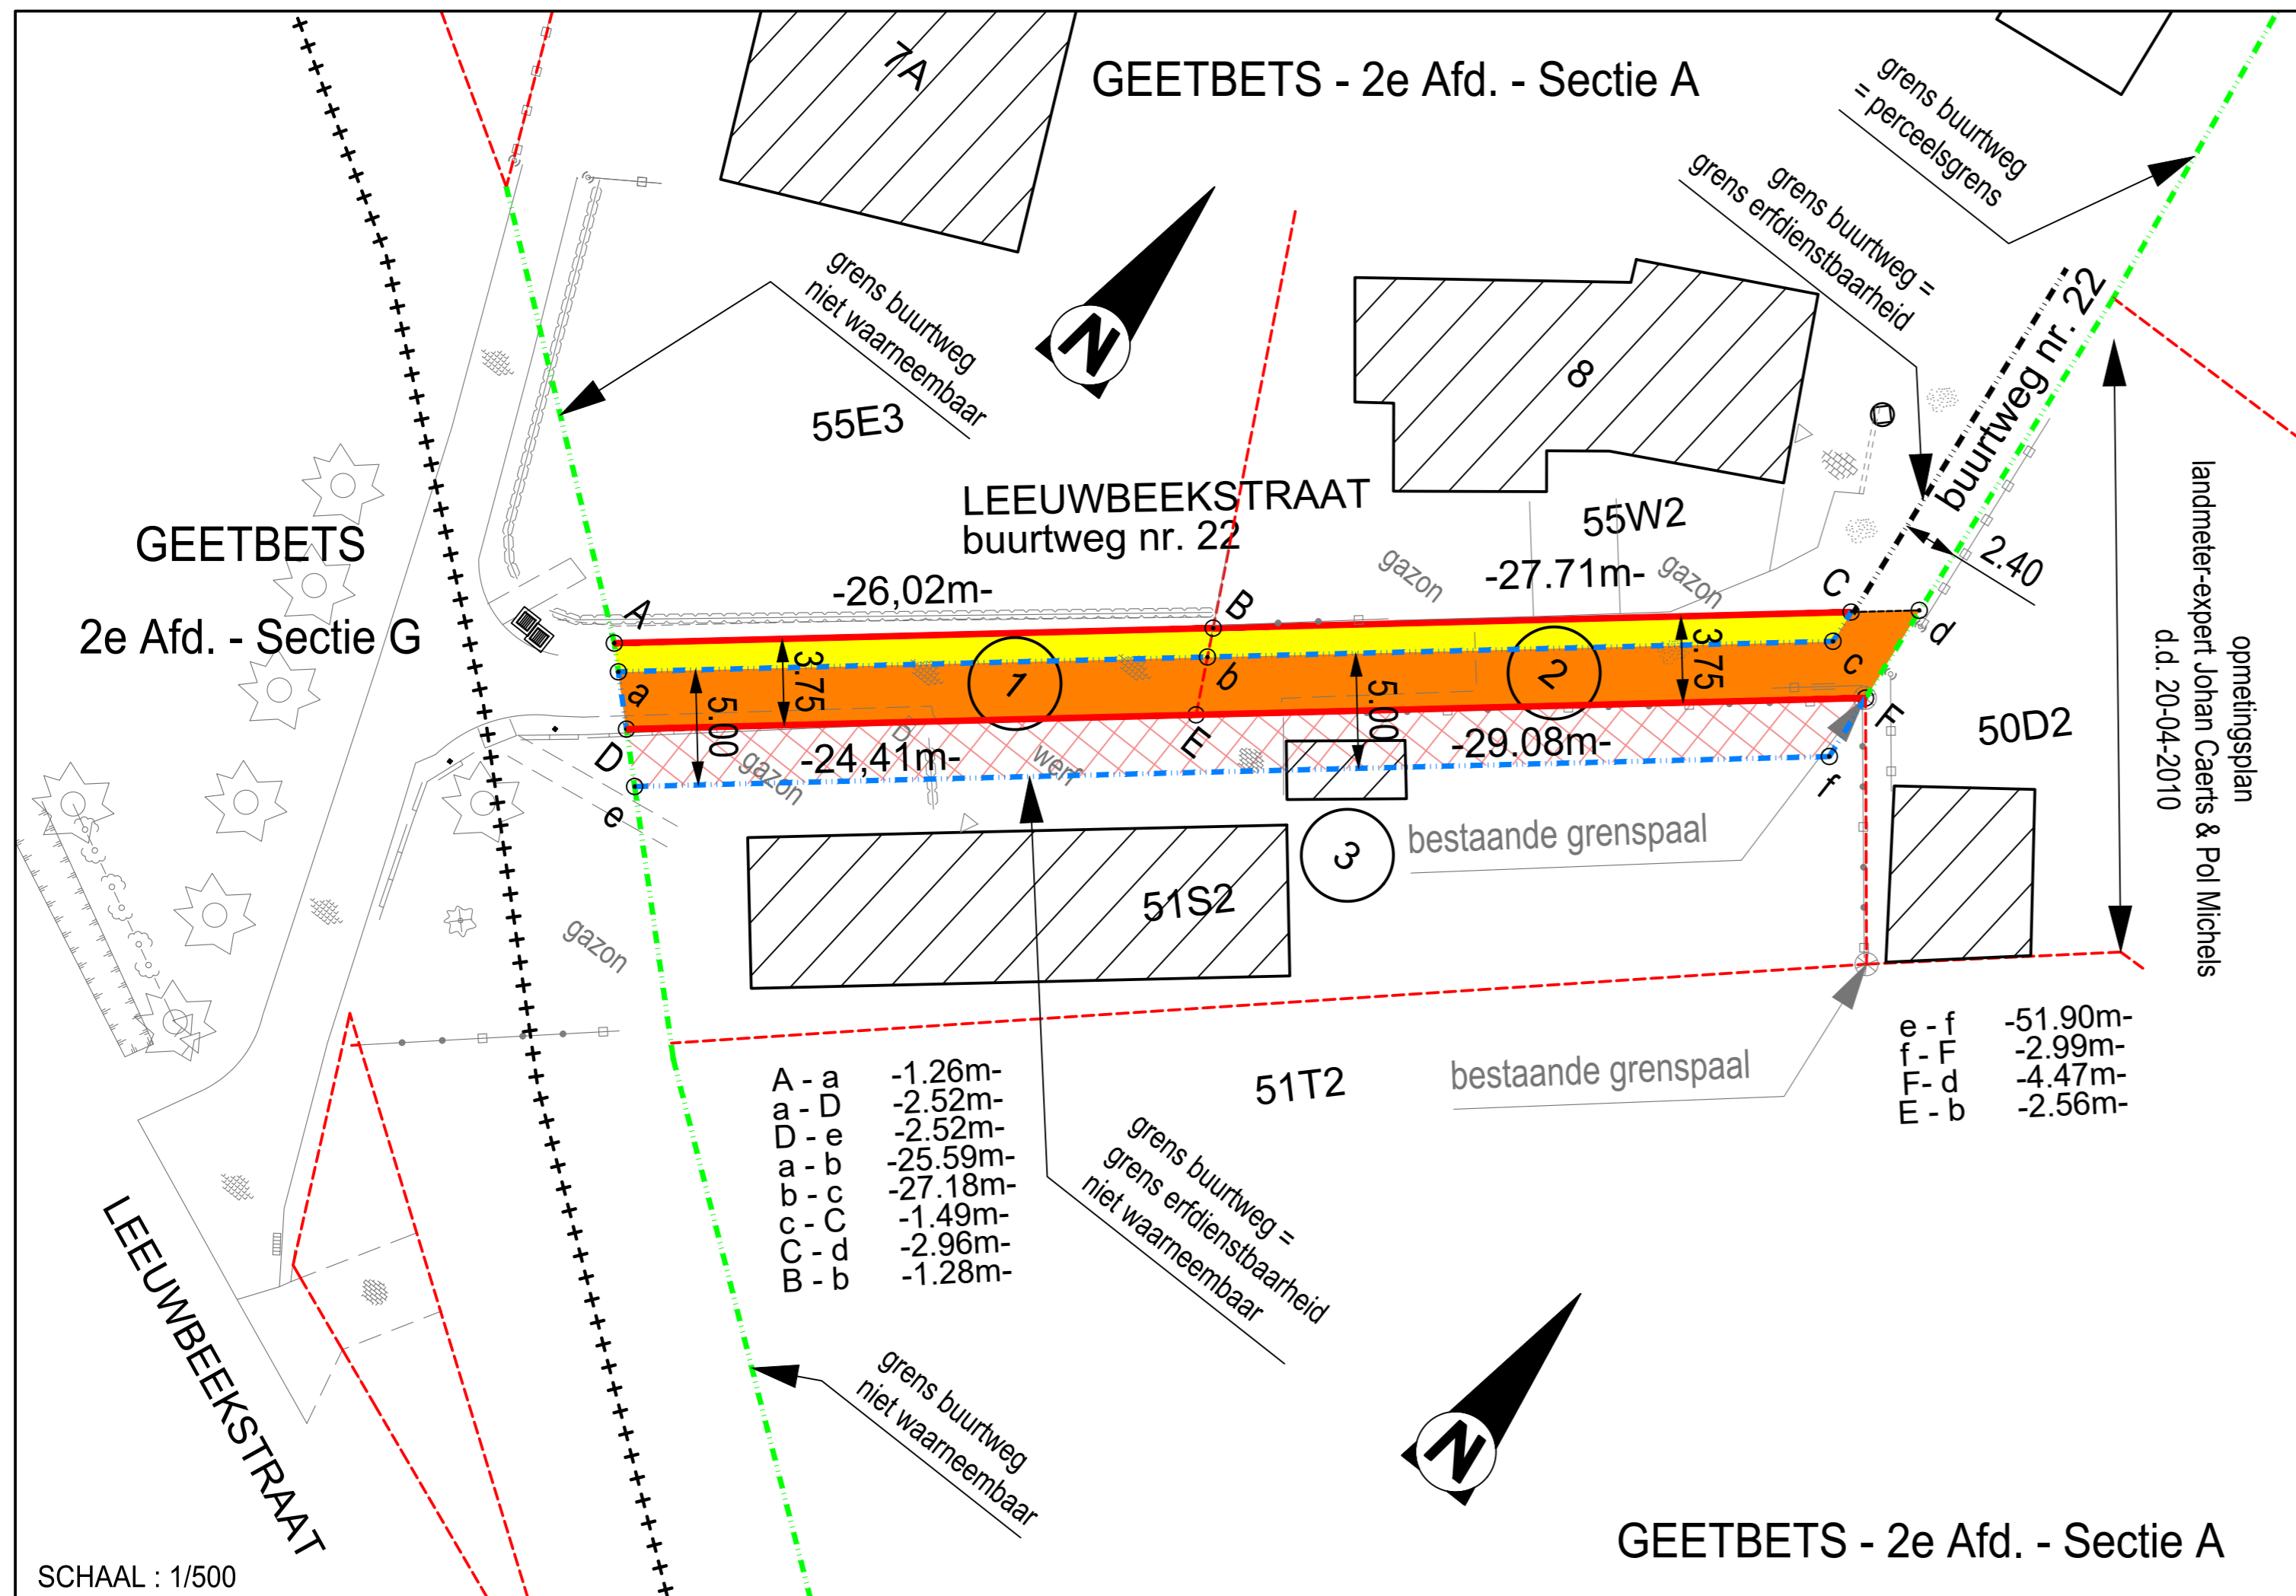 GEETBETS - 2e Afd. - Sectie A
7A
grens buurtweg
= perceelsgrens
grens buurtweg =
grens erfdienstbaarheid
grens buurtweg
niet waarneembaar
N
8
buurtweg nr. 22
55E3
LEEUWBEEKSTRAAT
buurtweg nr. 22
55W2
GEETBETS
2e Afd. - Sectie G
-26,02m-
-27.71m-
gazon
gazon
2.40
A
B
C
d
a
b
c
1
2
3.75
3.75
5.00
5.00
D
E
F
e
f
D
-24,41m-
-29.08m-
gazon
werf
50D2
opmetingsplan
landmeter-expert Johan Caerts & Pol Michels
d.d. 20-04-2010
3
bestaande grenspaal
51S2
gazon
51T2
bestaande grenspaal
A - a -1.26m-
a - D -2.52m-
D - e -2.52m-
a - b -25.59m-
b - c -27.18m-
c - C -1.49m-
C - d -2.96m-
B - b -1.28m-
e - f -51.90m-
f - F -2.99m-
F- d -4.47m-
E - b -2.56m-
grens buurtweg =
grens erfdienstbaarheid
niet waarneembaar
grens buurtweg
niet waarneembaar
LEEUWBEEKSTRAAT
N
GEETBETS - 2e Afd. - Sectie A
SCHAAL : 1/500